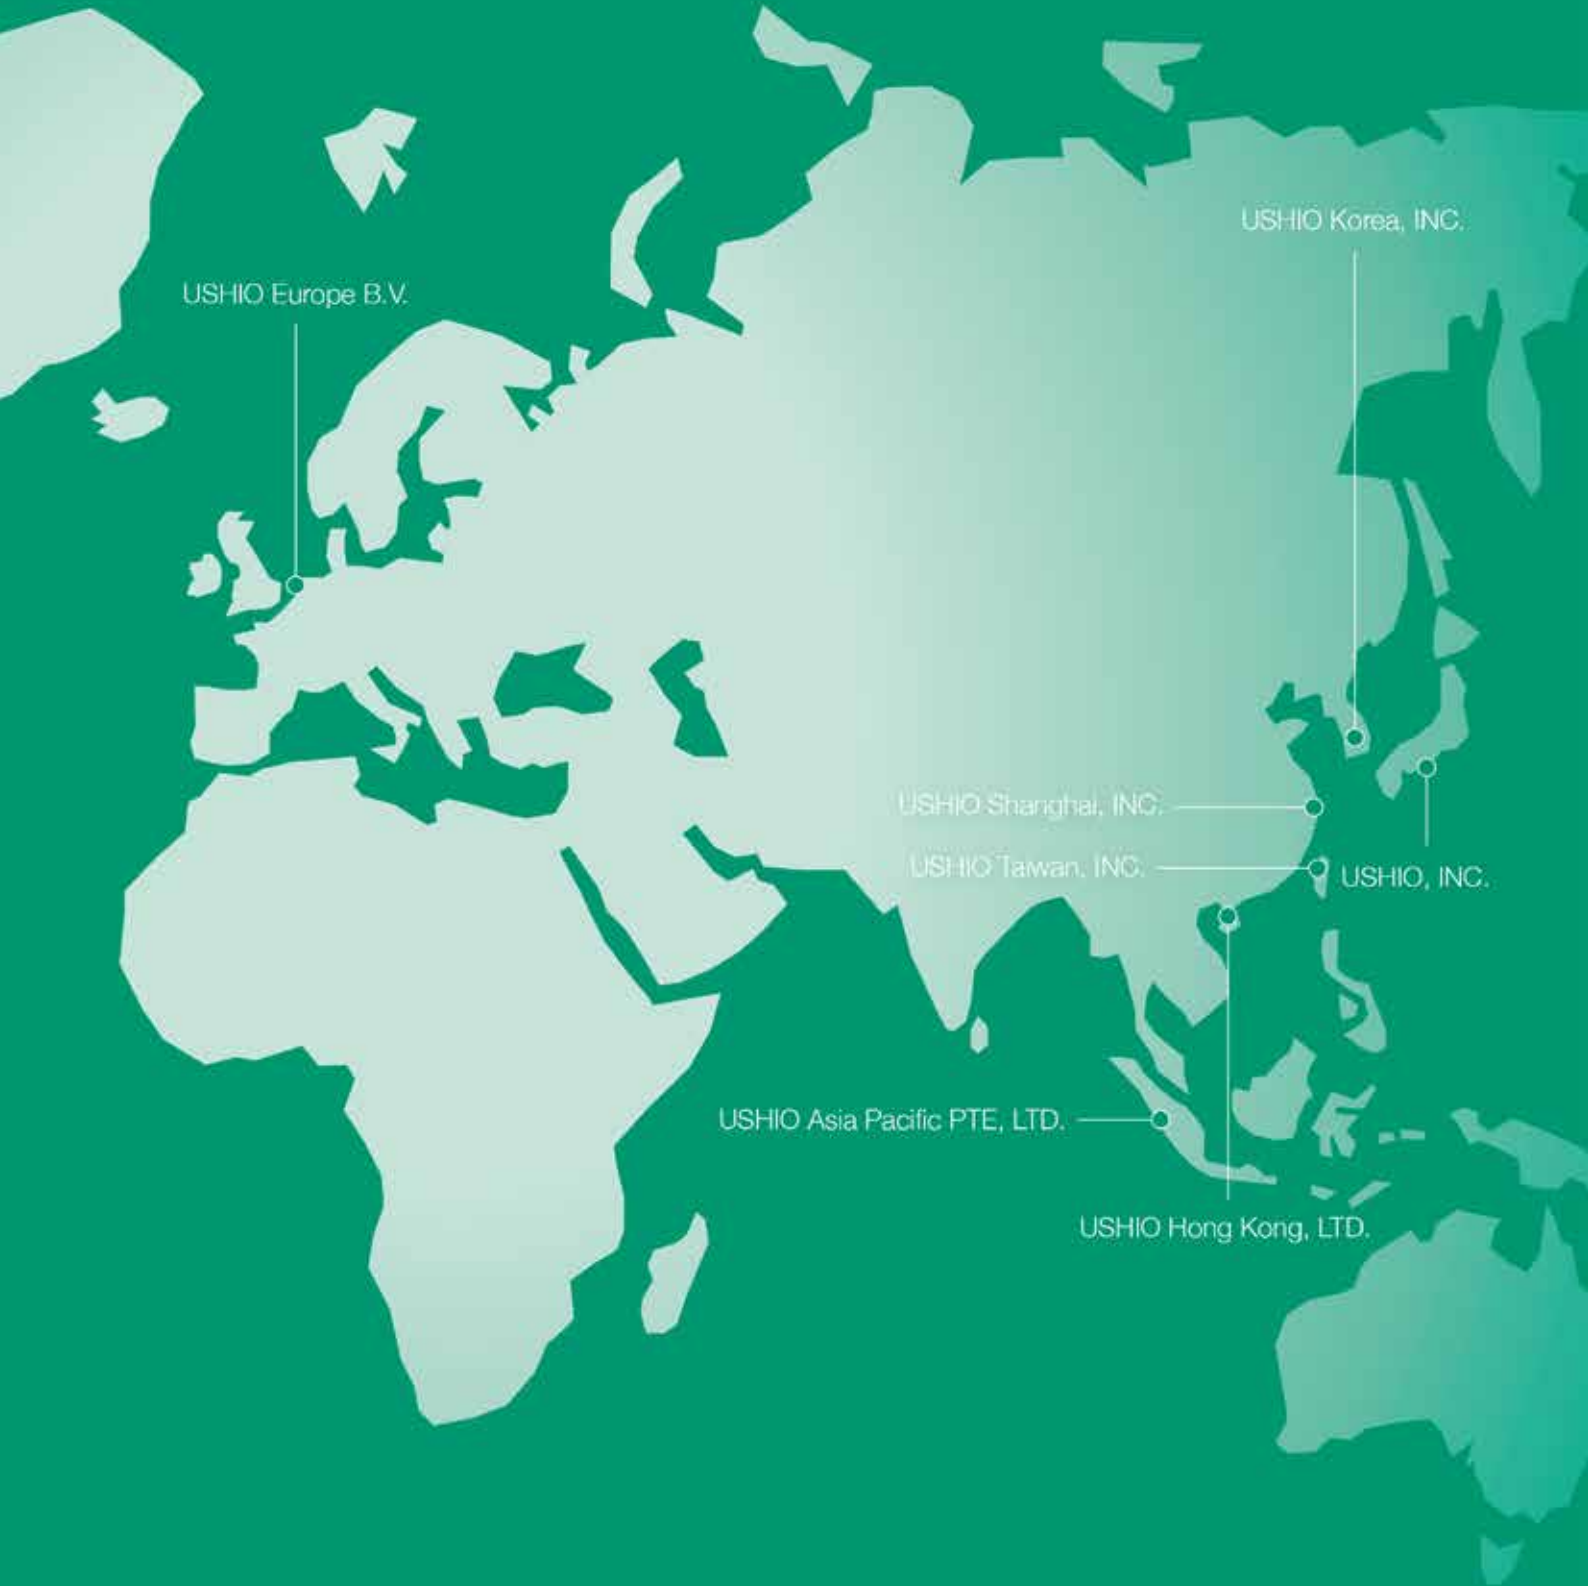 USHIO Korea, INC.
USHIO Europe B.V.
USHIO Shanghai, INC.
USHIO Taiwan, INC.
USHIO, INC.
USHIO Asia Pacific PTE, LTD.
USHIO Hong Kong, LTD.